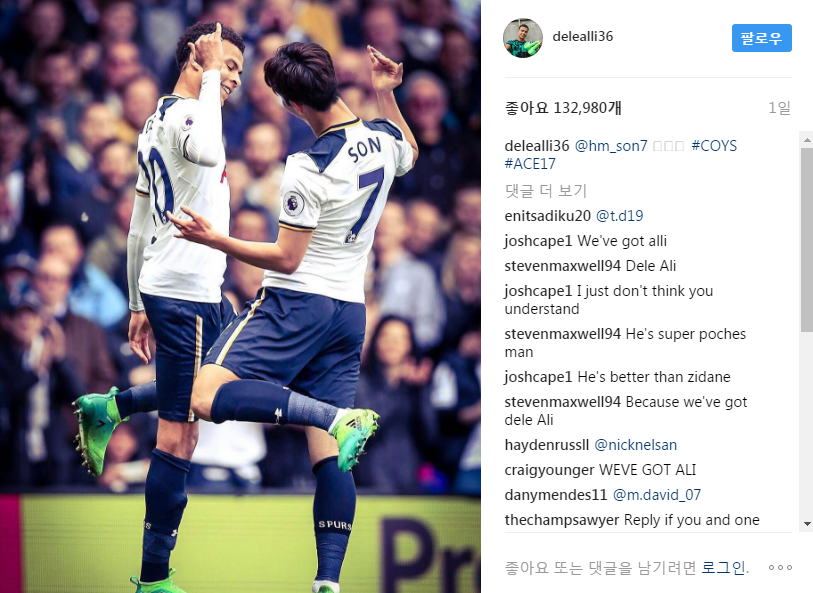 delealli36
팔로우
좋아요 132,980개
1일
delealli36 @hm_son7 #COYS
#ACE17
댓글 더 보기
enitsadiku20 @t.d19
joshcape1 We've got alli
stevenmaxwell94 Dele Ali
joshcape1 I just don't think you
understand
stevenmaxwell94 He's super poches
man
joshcape1 He's better than zidane
stevenmaxwell94 Because we've got
dele Ali
haydenrussll @nicknelsan
craigyounger WEVE GOT ALI
danymendes11 @m.david_07
thechampsawyer Reply if you and one
좋아요 또는 댓글을 남기려면 로그인.
SON
7
10
SPURS
Pre